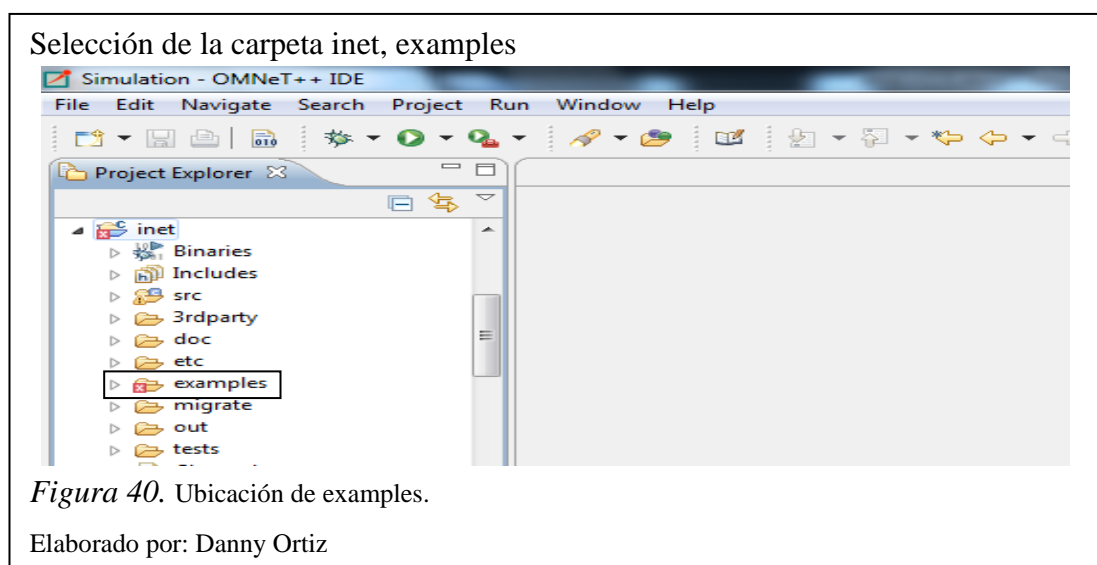 Selección de la carpeta inet, examples
Simulation - OMNeT++ IDE
File Edit Navigate Search Project Run Window Help
010
Project Explorer
inet
Binaries
Includes
src
3rdparty
doc
etc
examples
migrate
out
tests
Figura 40. Ubicación de examples.
Elaborado por: Danny Ortiz